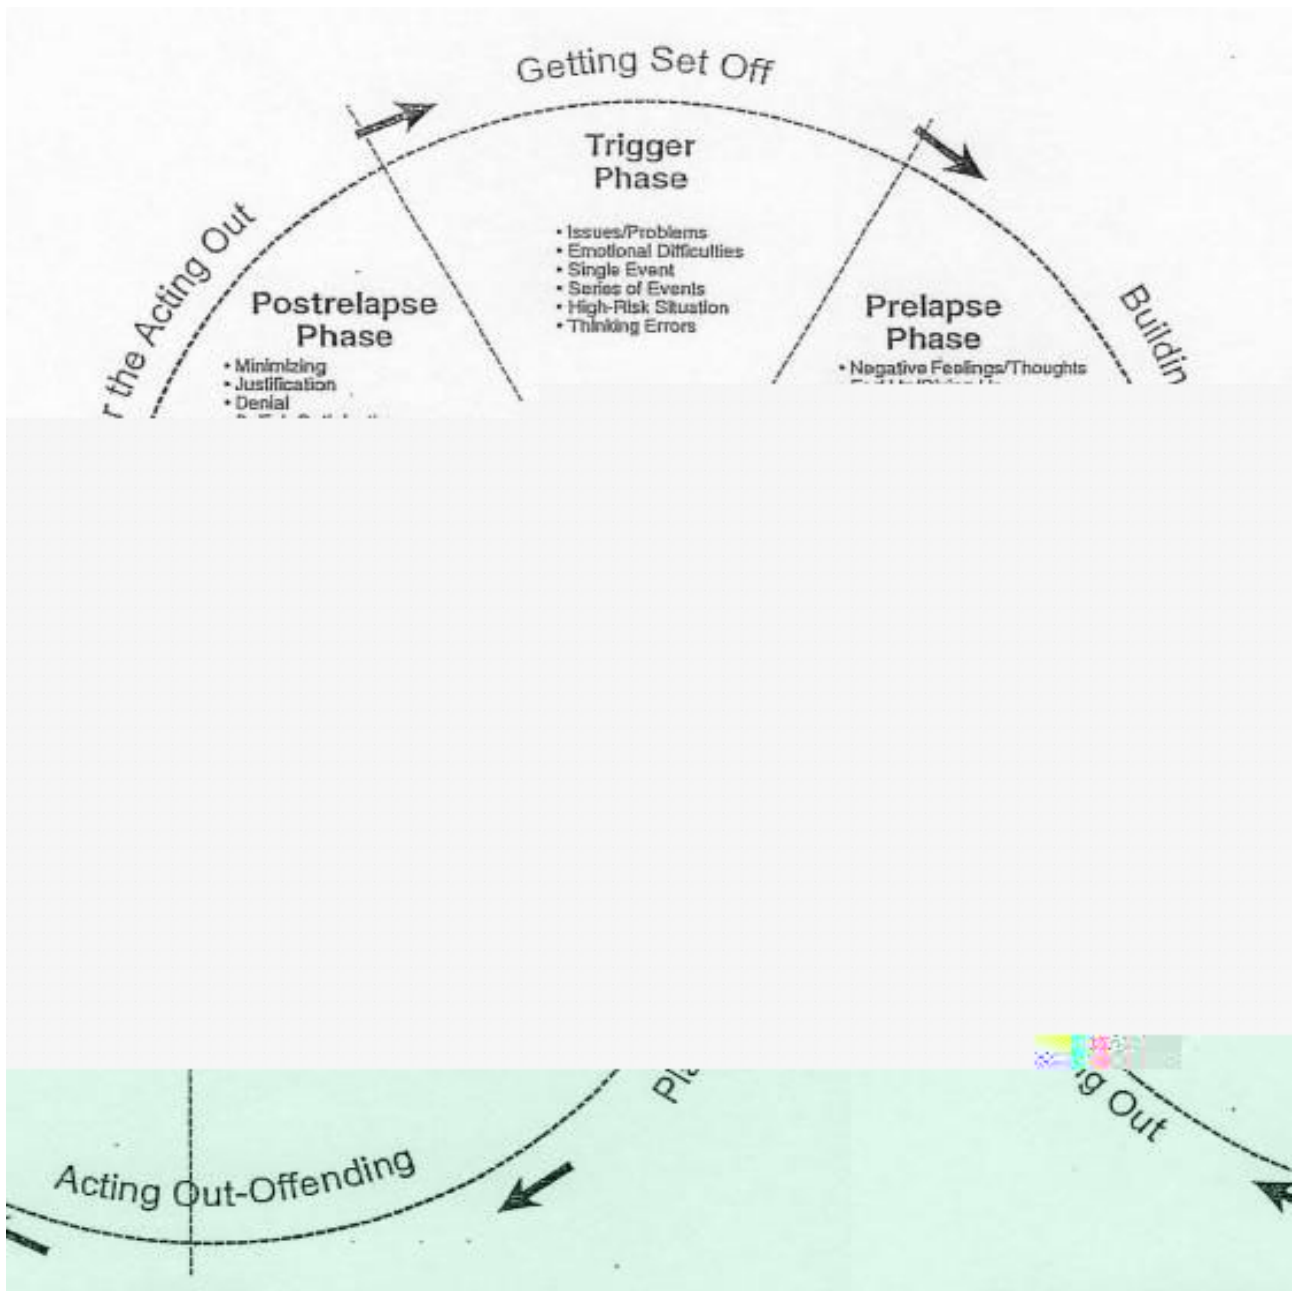 Getting Set Off
Trigger
Phase
• Issues/Problems
• Emotional Difficulties
• Single Event
• Series of Events
• High-Risk Situation
• Thinking Errors
the Acting Out
Postrelapse
Phase
• Minimizing
• Justification
• Denial
Prelapse
Phase
• Negative Feelings/Thoughts
Buildin
Out
Acting Out-Offending